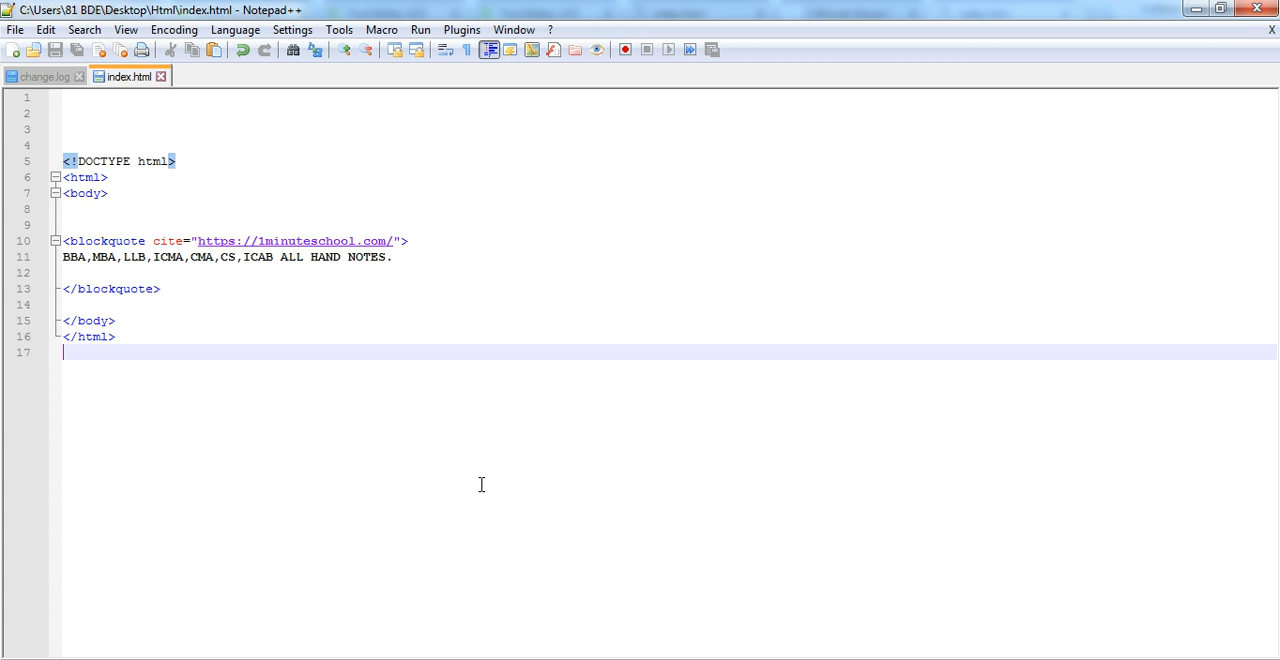 C:\Users\81 BDE\Desktop\Html\index.html - Notepad++
File Edit Search View Encoding Language Settings Tools Macro Run Plugins Window ? X
change.log index.html
1
2
3
4
5 <!DOCTYPE html>
6 <html>
7 <body>
8
9
10 <blockquote cite="https://1minuteschool.com/">
11 BBA,MBA,LLB,ICMA,CMA,CS,ICAB ALL HAND NOTES.
12
13 </blockquote>
14
15 </body>
16 </html>
17